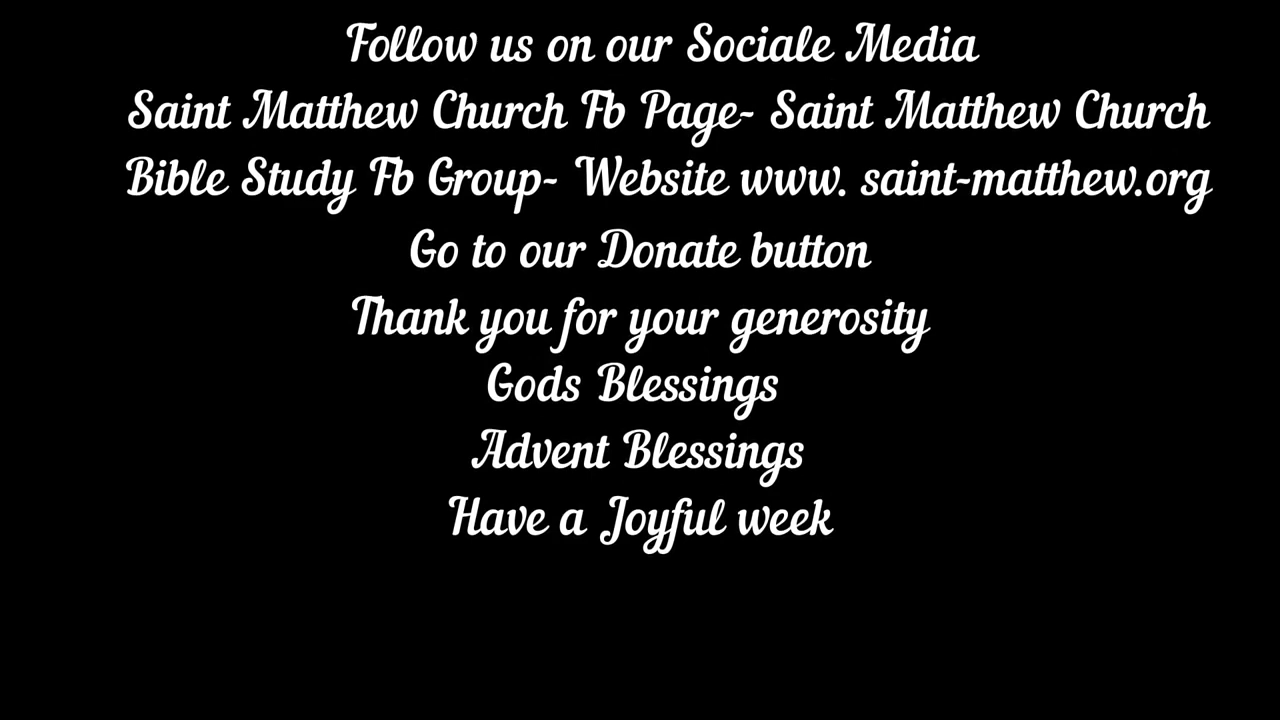 Follow us on our Sociale Media
Saint Matthew Church Fb Page- Saint Matthew Church
Bible Study Fb Group- Website www. saint-matthew.org
Go to our Donate button
Thank you for your generosity
Gods Blessings
Advent Blessings
Have a Joyful week